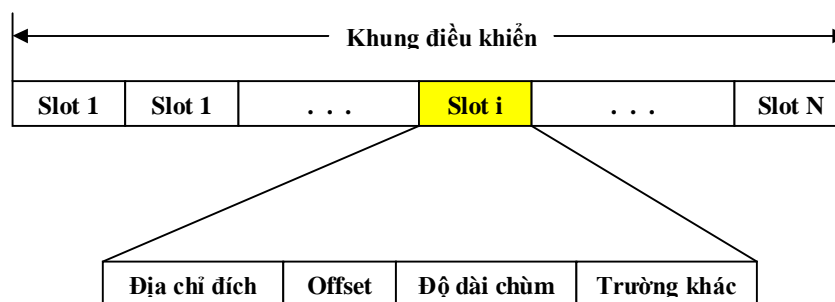 Khung điều khiển
Slot 1 Slot 1 . . . Slot i . . . Slot N
Địa chỉ đích Offset Độ dài chùm Trường khác